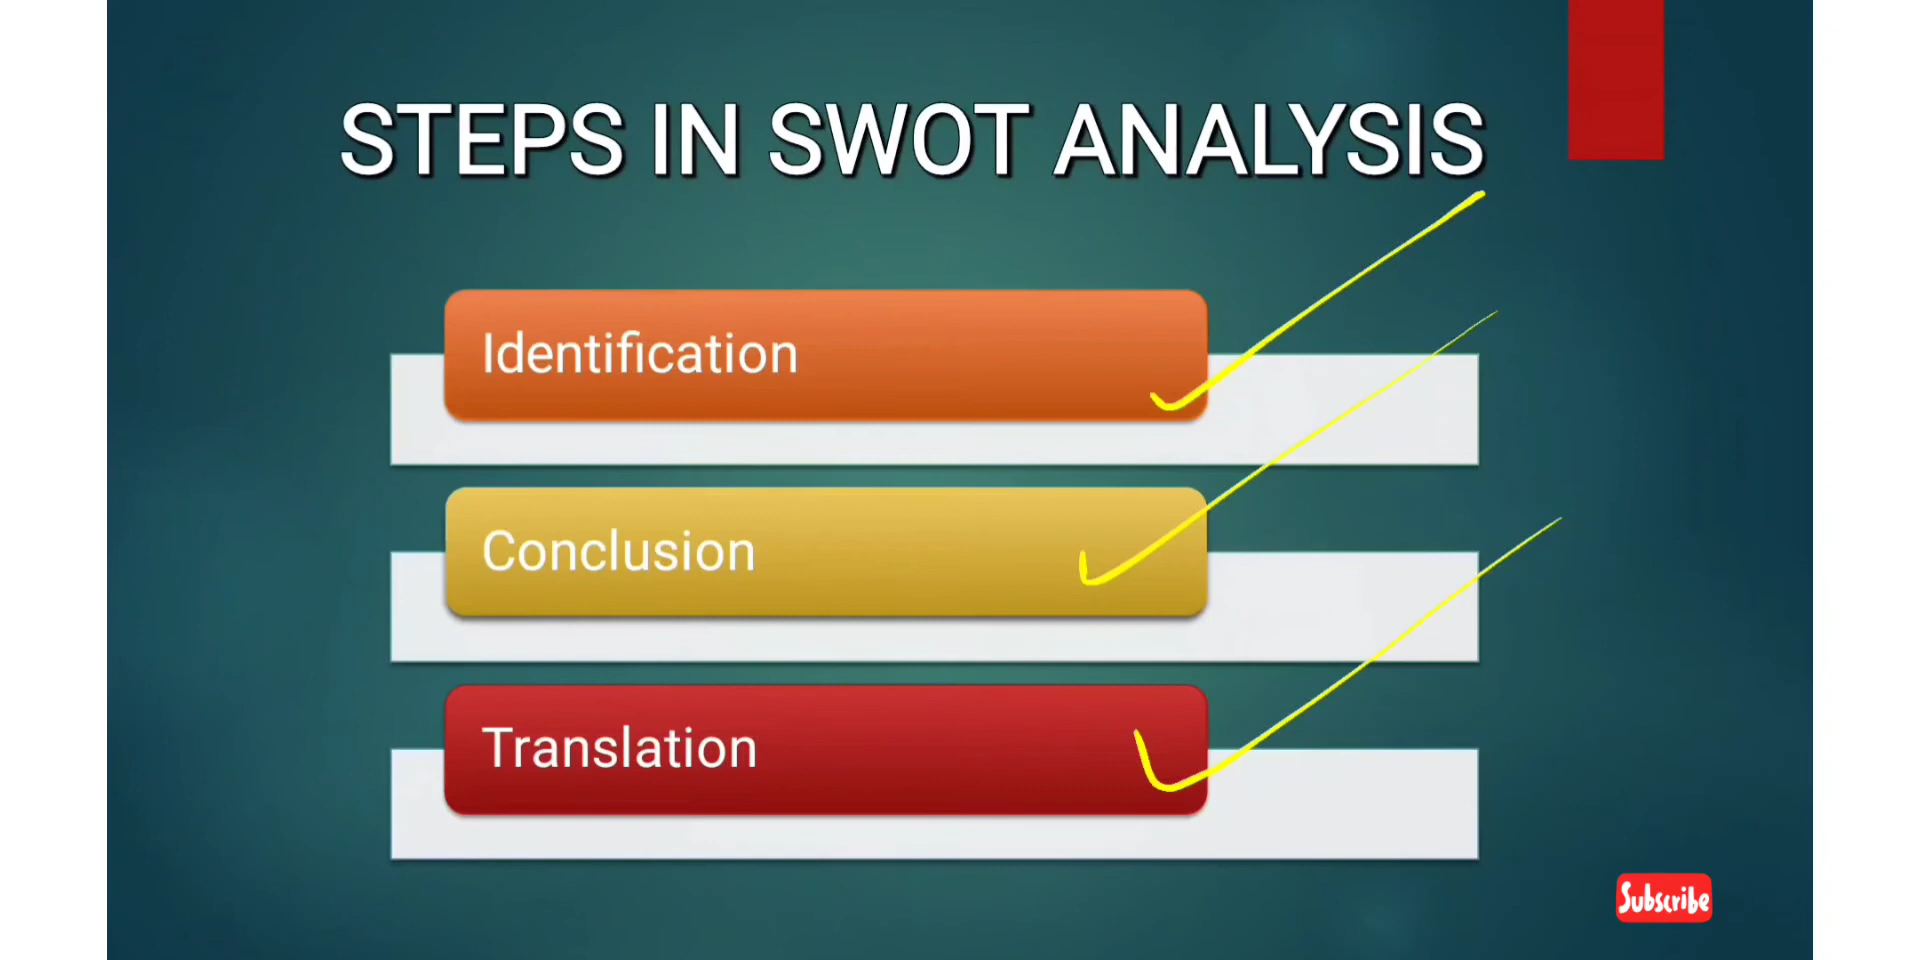 STEPS IN SWOT ANALYSIS
Identification
Conclusion
Translation
Subscribe